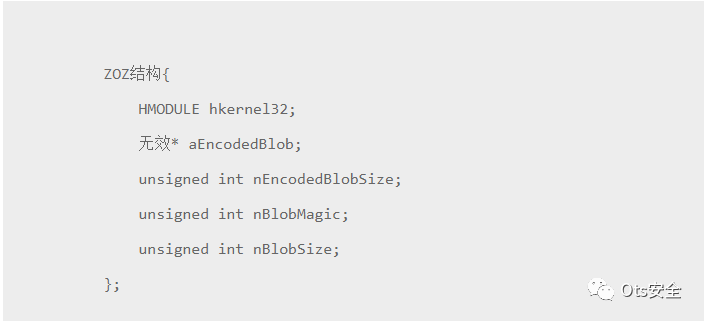 ZOZ结构{
HMODULE hkernel32;
无效* aEncodedBlob;
unsigned int nEncodedBlobSize;
unsigned int nBlobMagic;
unsigned int nBlobSize;
};
Ots安全